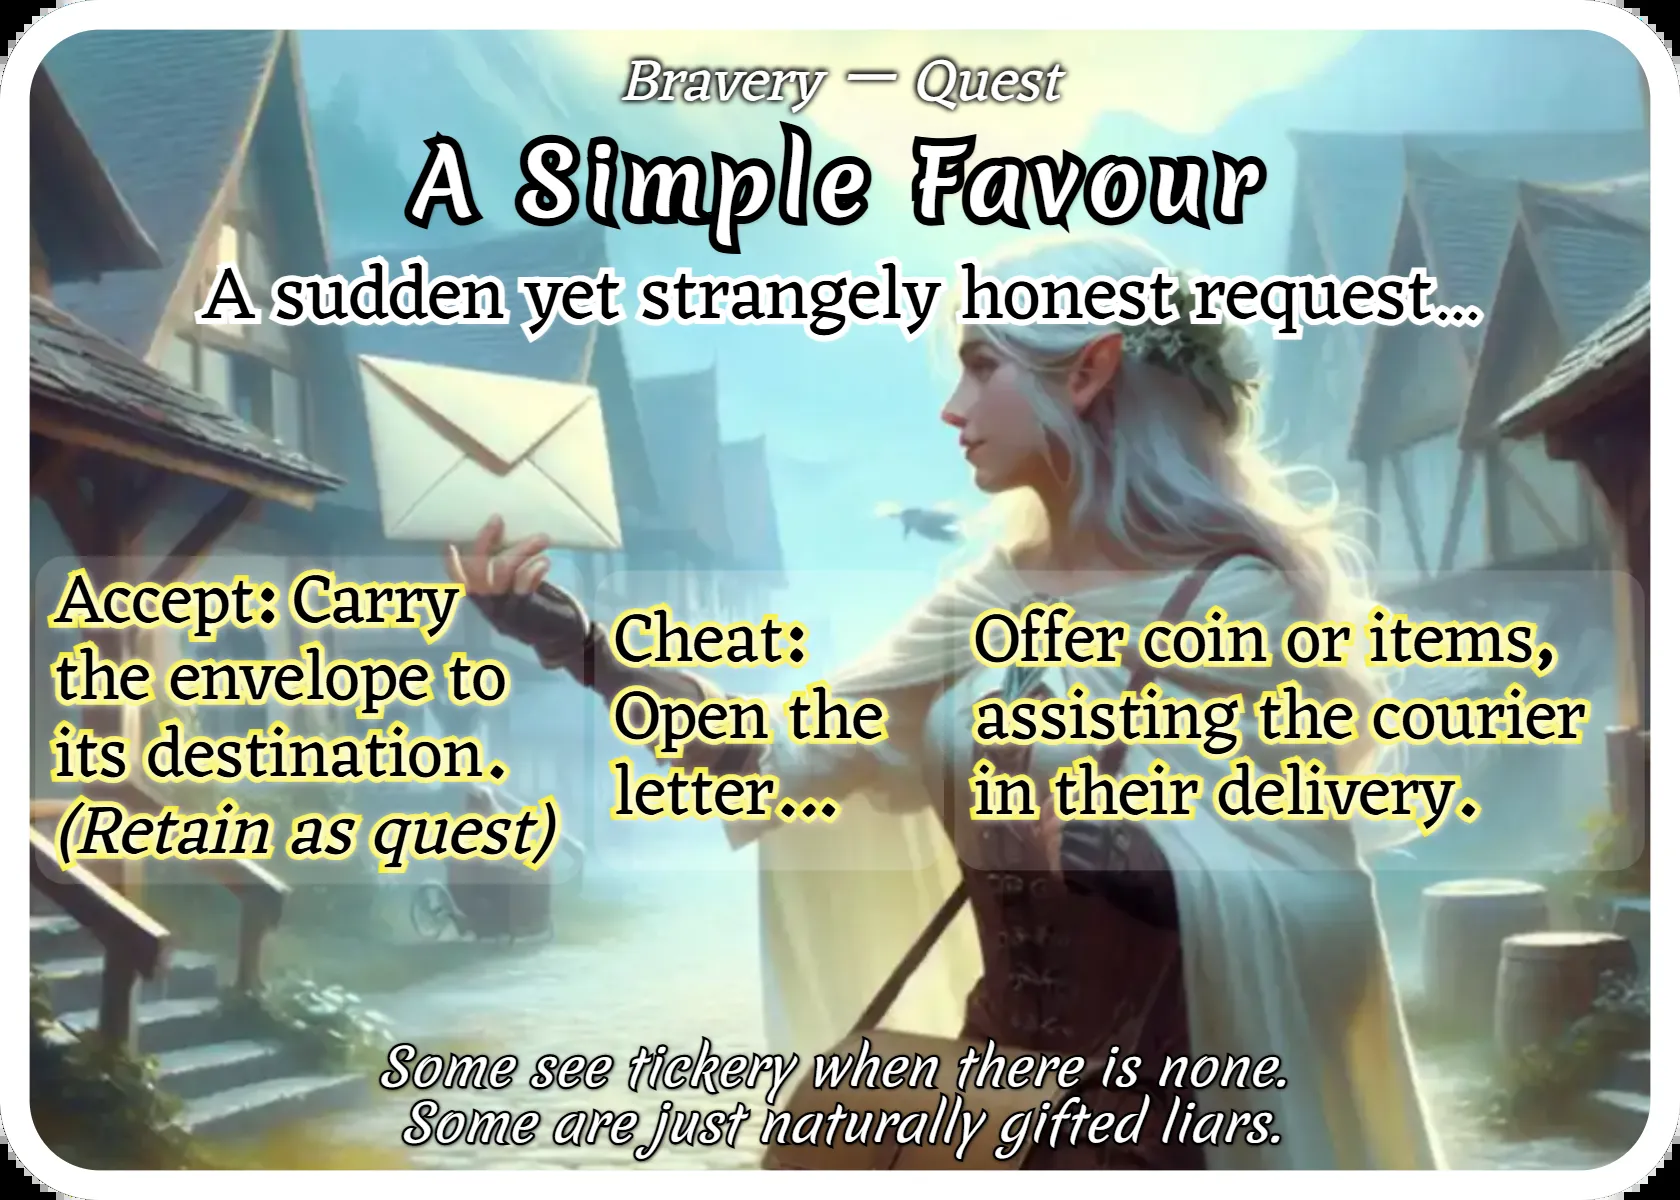 Bravery — Quest
A Simple Favour
A sudden yet strangely honest request...
Accept: Carry
the envelope to
its destination.
(Retain as quest)
Cheat:
Open the
letter...
Offer coin or items,
assisting the courier
in their delivery.
Some see tickery when there is none.
Some are just naturally gifted liars.